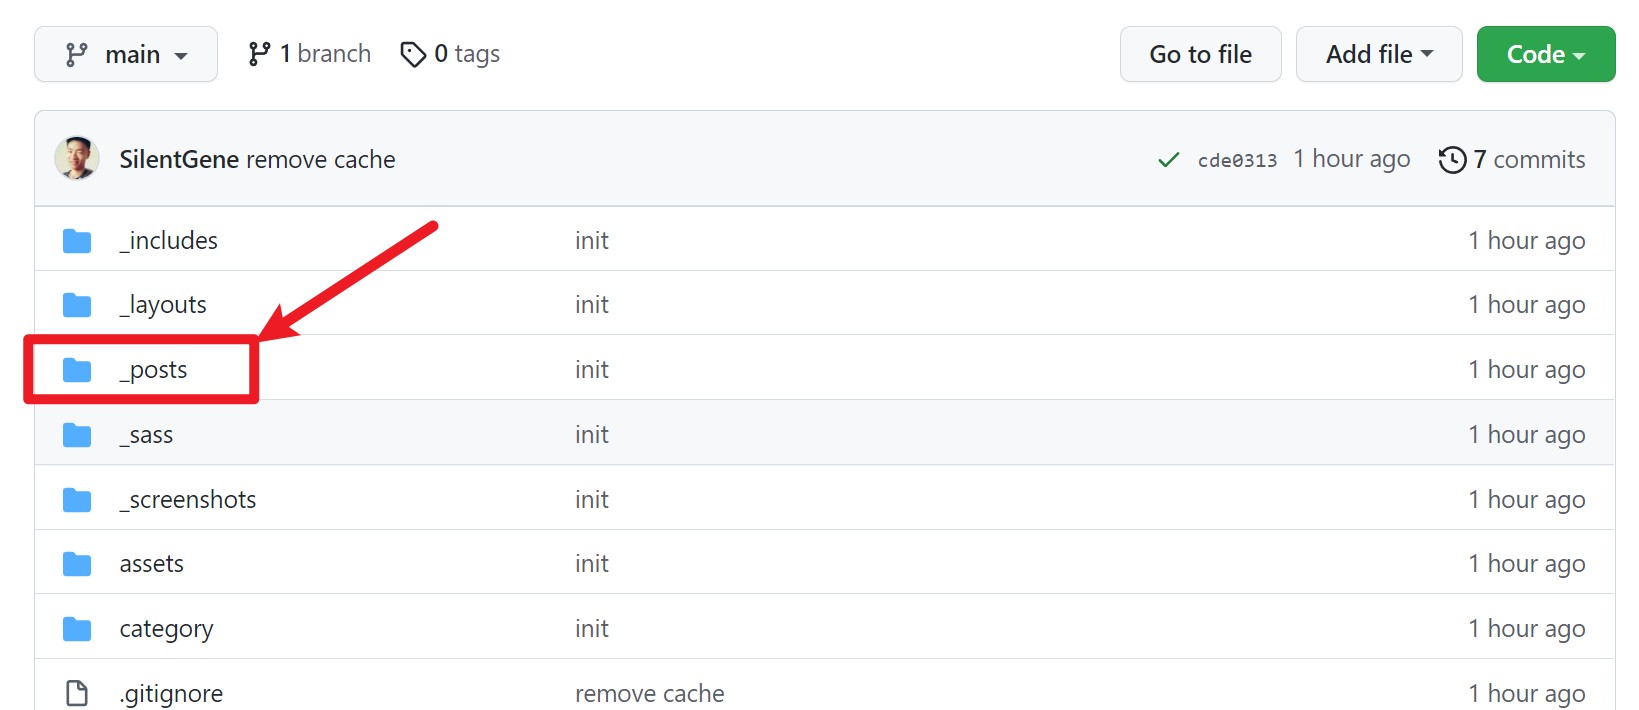 main 1 branch 0 tags Go to file Add file Code
SilentGene remove cache cde0313 1 hour ago 7 commits
_includes init 1 hour ago
_layouts init 1 hour ago
_posts init 1 hour ago
_sass init 1 hour ago
_screenshots init 1 hour ago
assets init 1 hour ago
category init 1 hour ago
.gitignore remove cache 1 hour ago